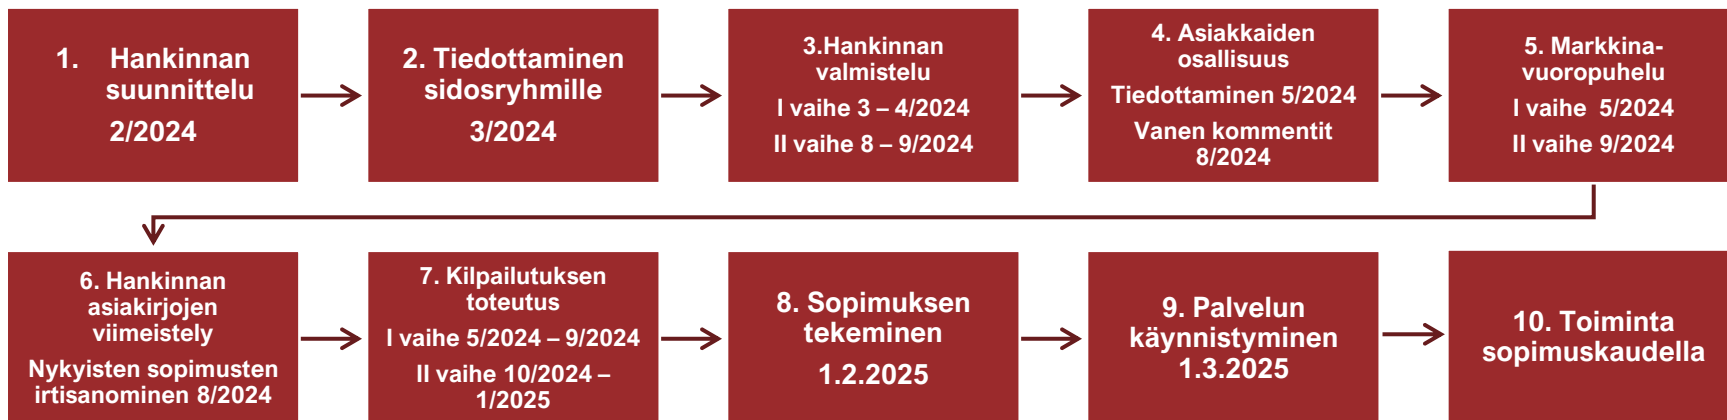 1. Hankinnan
suunnittelu
2/2024
2. Tiedottaminen
sidosryhmille
3/2024
3.Hankinnan
valmistelu
I vaihe 3 – 4/2024
II vaihe 8 – 9/2024
4. Asiakkaiden
osallisuus
Tiedottaminen 5/2024
Vanen kommentit
8/2024
5. Markkina-
vuoropuhelu
I vaihe 5/2024
II vaihe 9/2024
6. Hankinnan
asiakirjojen
viimeistely
Nykyisten sopimusten
irtisanominen 8/2024
7. Kilpailutuksen
toteutus
I vaihe 5/2024 – 9/2024
II vaihe 10/2024 –
1/2025
8. Sopimuksen
tekeminen
1.2.2025
9. Palvelun
käynnistyminen
1.3.2025
10. Toiminta
sopimuskaudella